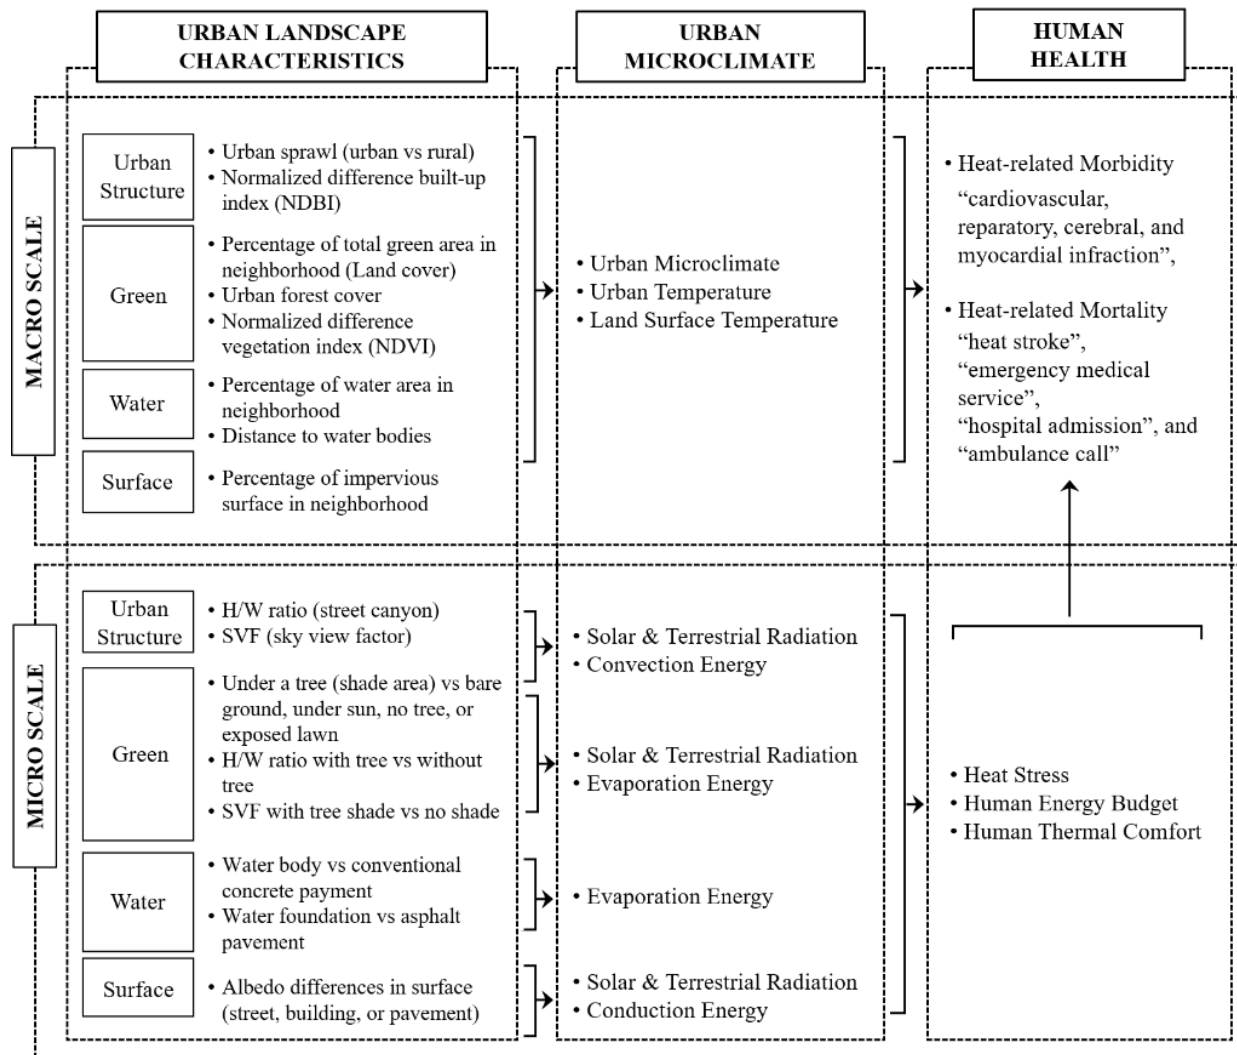 URBAN LANDSCAPE
CHARACTERISTICS
URBAN
MICROCLIMATE
HUMAN
HEALTH
MACRO SCALE
Urban
Structure
• Urban sprawl (urban vs rural)
• Normalized difference built-up
index (NDBI)
Green
• Percentage of total green area in
neighborhood (Land cover)
• Urban forest cover
• Normalized difference
vegetation index (NDVI)
Water
• Percentage of water area in
neighborhood
• Distance to water bodies
Surface
• Percentage of impervious
surface in neighborhood
• Urban Microclimate
• Urban Temperature
• Land Surface Temperature
• Heat-related Morbidity
“cardiovascular,
reparatory, cerebral, and
myocardial infraction”,
• Heat-related Mortality
“heat stroke”,
“emergency medical
service”,
“hospital admission”, and
“ambulance call”
MICRO SCALE
Urban
Structure
• H/W ratio (street canyon)
• SVF (sky view factor)
Green
• Under a tree (shade area) vs bare
ground, under sun, no tree, or
exposed lawn
• H/W ratio with tree vs without
tree
• SVF with tree shade vs no shade
Water
• Water body vs conventional
concrete payment
• Water foundation vs asphalt
pavement
Surface
• Albedo differences in surface
(street, building, or pavement)
• Solar & Terrestrial Radiation
• Convection Energy
• Solar & Terrestrial Radiation
• Evaporation Energy
• Evaporation Energy
• Solar & Terrestrial Radiation
• Conduction Energy
• Heat Stress
• Human Energy Budget
• Human Thermal Comfort